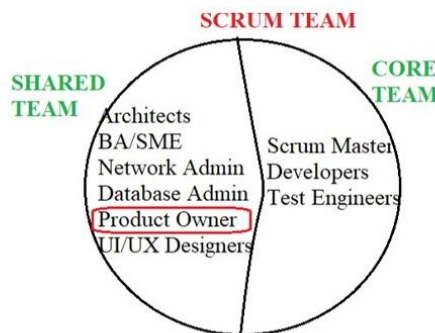 SCRUM TEAM
SHARED
TEAM
Architects
BA/SME
Network Admin
Database Admin
Product Owner
UI/UX Designers
CORE
TEAM
Scrum Master
Developers
Test Engineers